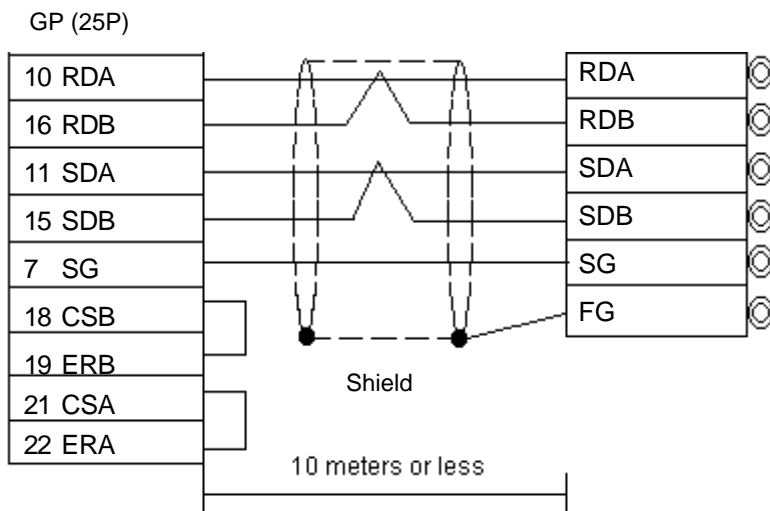 GP (25P)
10 RDA
16 RDB
11 SDA
15 SDB
7 SG
18 CSB
19 ERB
21 CSA
22 ERA
RDA
RDB
SDA
SDB
SG
FG
Shield
10 meters or less